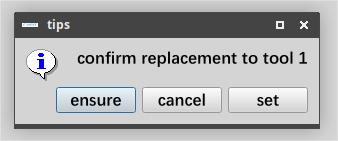 tips
confirm replacement to tool 1
ensure cancel set